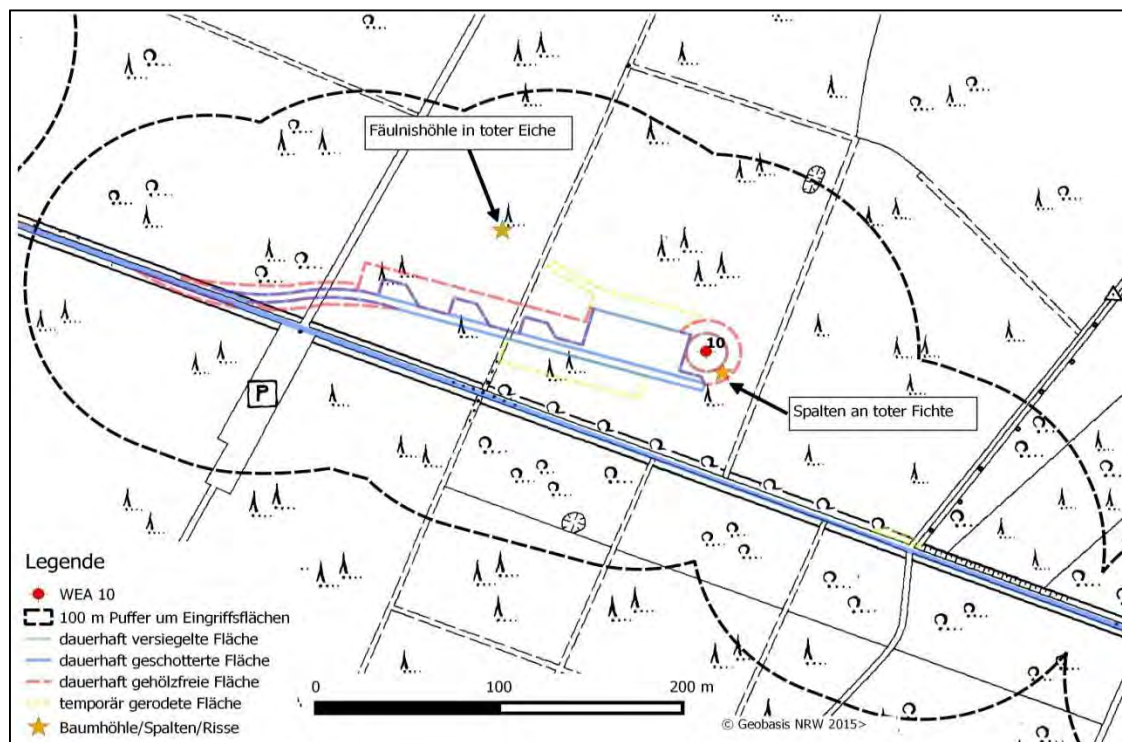 Fäulnishöhle in toter Eiche
10
Spalten an toter Fichte
P
Legende
WEA 10
100 m Puffer um Eingriffsflächen
dauerhaft versiegelte Fläche
dauerhaft geschotterte Fläche
dauerhaft gehölzfreie Fläche
temporär gerodete Fläche
Baumhöhle/Spalten/Risse
0 100 200 m
© Geobasis NRW 2015>